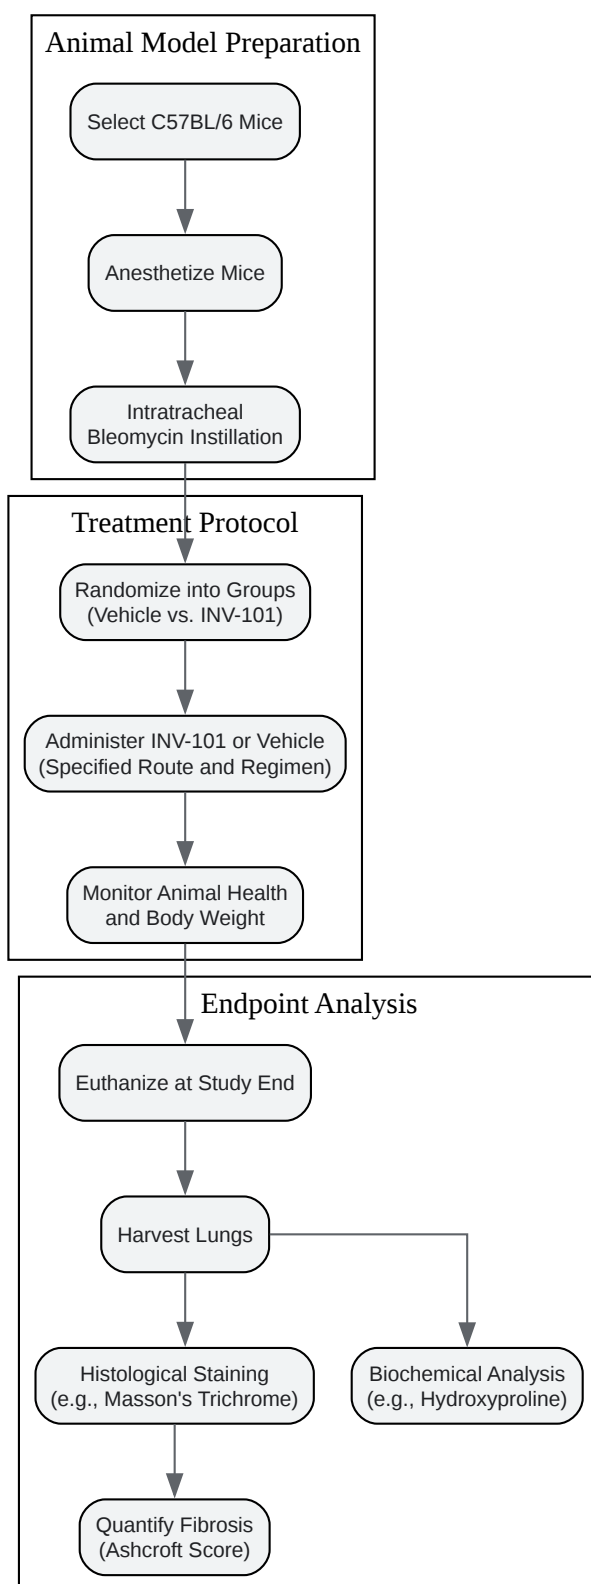 Animal Model Preparation
Select C57BL/6 Mice
Anesthetize Mice
Intratracheal
Bleomycin Instillation
Treatment Protocol
Randomize into Groups
(Vehicle vs. INV-101)
Administer INV-101 or Vehicle
(Specified Route and Regimen)
Monitor Animal Health
and Body Weight
Endpoint Analysis
Euthanize at Study End
Harvest Lungs
Histological Staining
(e.g., Masson's Trichrome)
Biochemical Analysis
(e.g., Hydroxyproline)
Quantify Fibrosis
(Ashcroft Score)